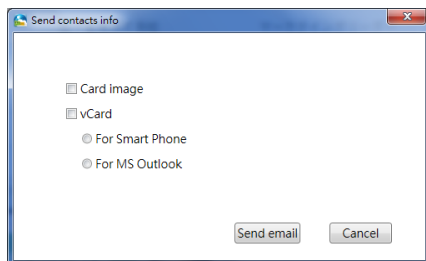 Send contacts info
Card image
vCard
For Smart Phone
For MS Outlook
Send email Cancel